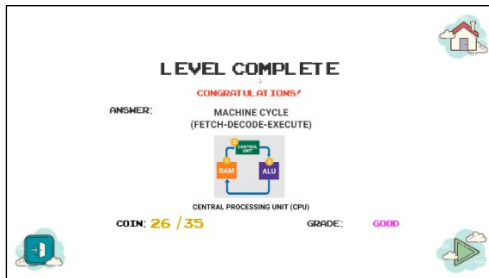 LEVEL COMPLETE
CONGRATULATIONS!
ANSWER:
MACHINE CYCLE
(FETCH-DECODE-EXECUTE)
CONTROL
UNIT
RAM
ALU
CENTRAL PROCESSING UNIT (CPU)
COIN: 26 /35
GRADE: GOOD